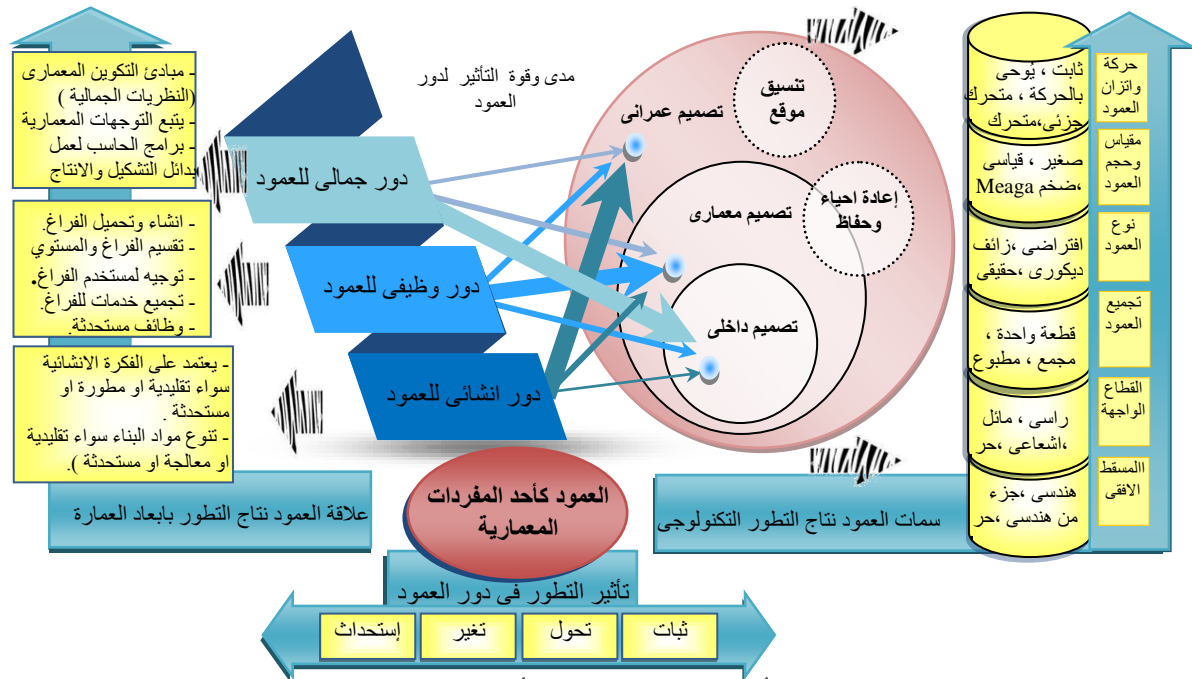 - مبادئ التكوين المعمارى
(النظريات الجمالية )
- يتبع التوجهات المعمارية
- برامج الحاسب لعمل
بدائل التشكيل والانتاج
- انشاء وتحميل الفراغ.
- تقسيم الفراغ والمستوي
- توجيه لمستخدم الفراغ.
- تجميع خدمات للفراغ.
- وظائف مستحدثة.
- يعتمد على الفكرة الانشائية
سواء تقليدية او مطورة او
مستحدثة .
- تنوع مواد البناء سواء تقليدية
او معالجة او مستحدثة ).
علاقة العمود نتاج التطور بابعاد العمارة
دور جمالى للعمود
دور وظيفى للعمود
دور انشائى للعمود
مدى وقوة التأثير لدور
العمود
تنسيق
موقع
تصميم عمرانى
إعادة احياء
وحفاظ
تصميم معمارى
تصميم داخلى
ثابت ، يُوحى
بالحركة ، متحرك
جزئى،متحرك
صغير ، قياسى
،ضخم Meaga
افتراضى ،زائف
ديكورى ،حقيقى
قطعة واحدة ،
مجمع ، مطبوع
راسى ، مائل
،اشعاعى ،حر
هندسى ،جزء
من هندسى ،حر
حركة
واتزان
العمود
مقياس
وحجم
العمود
نوع
العمود
تجميع
العمود
القطاع
الواجهة
االمسقط
الافقى
سمات العمود نتاج التطور التكنولوجى
العمود كأحد المفردات
المعمارية
تأثير التطور فى دور العمود
ثبات
تحول
تغير
إستحداث